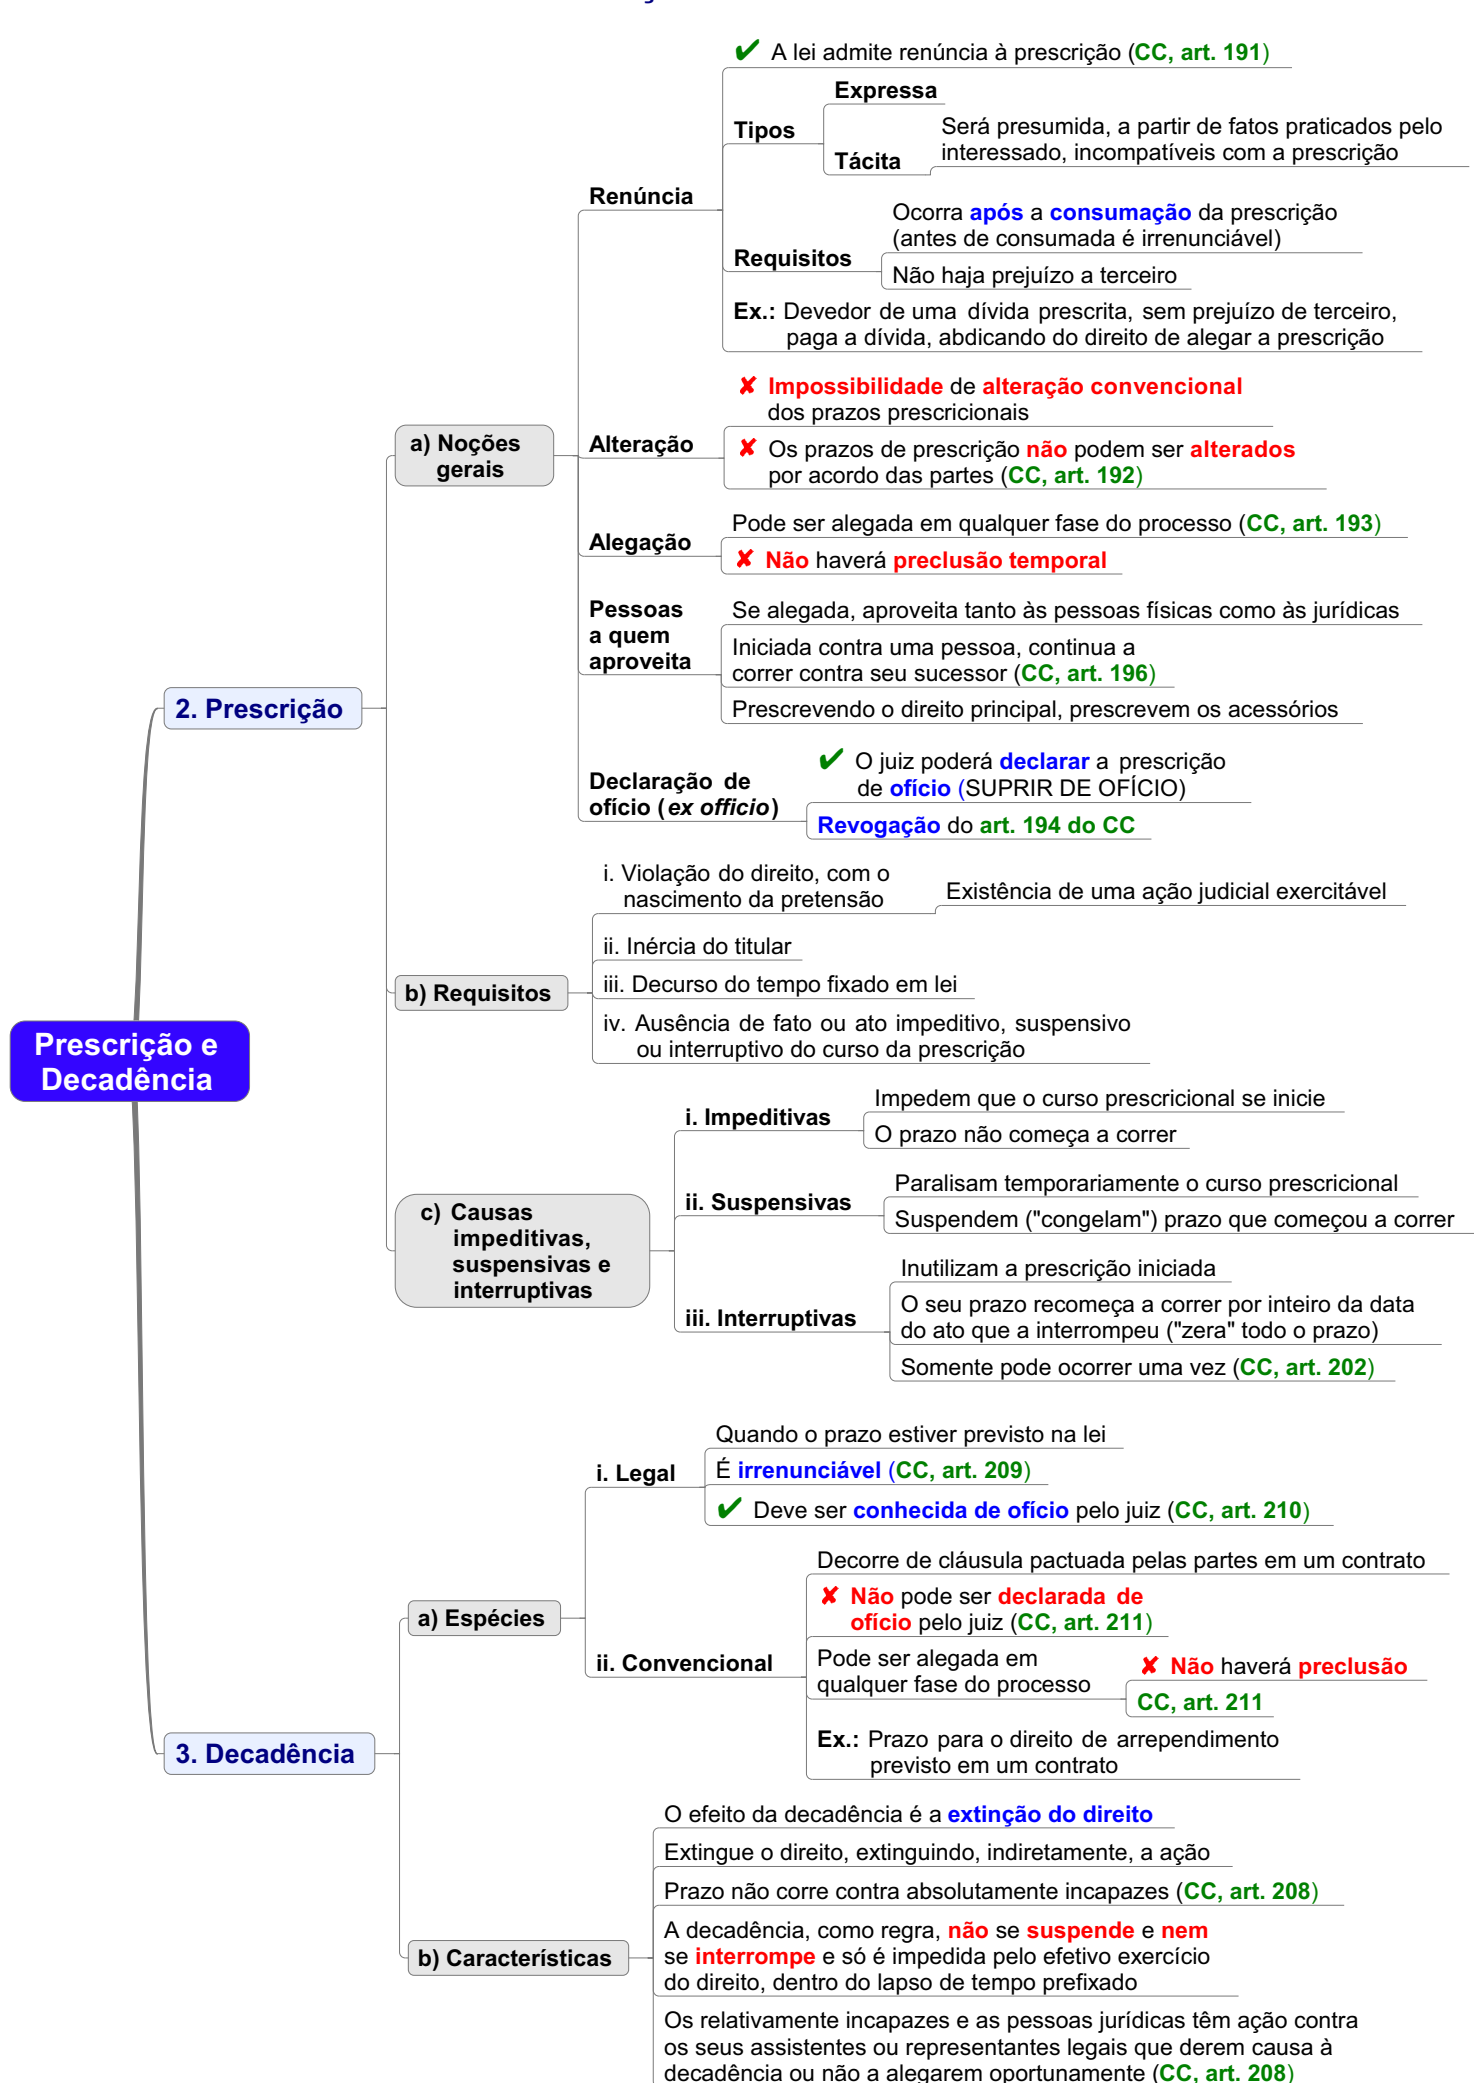 ✔ A lei admite renúncia à prescrição (CC, art. 191)
Expressa
Tipos
Será presumida, a partir de fatos praticados pelo
interessado, incompatíveis com a prescrição
Tácita
Renúncia
Ocorra após a consumação da prescrição
(antes de consumada é irrenunciável)
Requisitos
Não haja prejuízo a terceiro
Ex.: Devedor de uma dívida prescrita, sem prejuízo de terceiro,
paga a dívida, abdicando do direito de alegar a prescrição
✘ Impossibilidade de alteração convencional
dos prazos prescricionais
a) Noções
gerais
Alteração
✘ Os prazos de prescrição não podem ser alterados
por acordo das partes (CC, art. 192)
Pode ser alegada em qualquer fase do processo (CC, art. 193)
Alegação
✘ Não haverá preclusão temporal
Pessoas
a quem
aproveita
Se alegada, aproveita tanto às pessoas físicas como às jurídicas
Iniciada contra uma pessoa, continua a
correr contra seu sucessor (CC, art. 196)
Prescrevendo o direito principal, prescrevem os acessórios
2. Prescrição
✔ O juiz poderá declarar a prescrição
de ofício (SUPRIR DE OFÍCIO)
Declaração de
ofício (ex officio)
Revogação do art. 194 do CC
i. Violação do direito, com o
nascimento da pretensão
Existência de uma ação judicial exercitável
ii. Inércia do titular
b) Requisitos
iii. Decurso do tempo fixado em lei
iv. Ausência de fato ou ato impeditivo, suspensivo
ou interruptivo do curso da prescrição
Prescrição e
Decadência
Impedem que o curso prescricional se inicie
i. Impeditivas
O prazo não começa a correr
Paralisam temporariamente o curso prescricional
ii. Suspensivas
Suspendem ("congelam") prazo que começou a correr
c) Causas
impeditivas,
suspensivas e
interruptivas
Inutilizam a prescrição iniciada
iii. Interruptivas
O seu prazo recomeça a correr por inteiro da data
do ato que a interrompeu ("zera" todo o prazo)
Somente pode ocorrer uma vez (CC, art. 202)
Quando o prazo estiver previsto na lei
i. Legal
É irrenunciável (CC, art. 209)
✔ Deve ser conhecida de ofício pelo juiz (CC, art. 210)
Decorre de cláusula pactuada pelas partes em um contrato
a) Espécies
✘ Não pode ser declarada de
ofício pelo juiz (CC, art. 211)
ii. Convencional
Pode ser alegada em
qualquer fase do processo
✘ Não haverá preclusão
CC, art. 211
Ex.: Prazo para o direito de arrependimento
previsto em um contrato
3. Decadência
O efeito da decadência é a extinção do direito
Extingue o direito, extinguindo, indiretamente, a ação
Prazo não corre contra absolutamente incapazes (CC, art. 208)
b) Características
A decadência, como regra, não se suspende e nem
se interrompe e só é impedida pelo efetivo exercício
do direito, dentro do lapso de tempo prefixado
Os relativamente incapazes e as pessoas jurídicas têm ação contra
os seus assistentes ou representantes legais que derem causa à
decadência ou não a alegarem oportunamente (CC, art. 208)